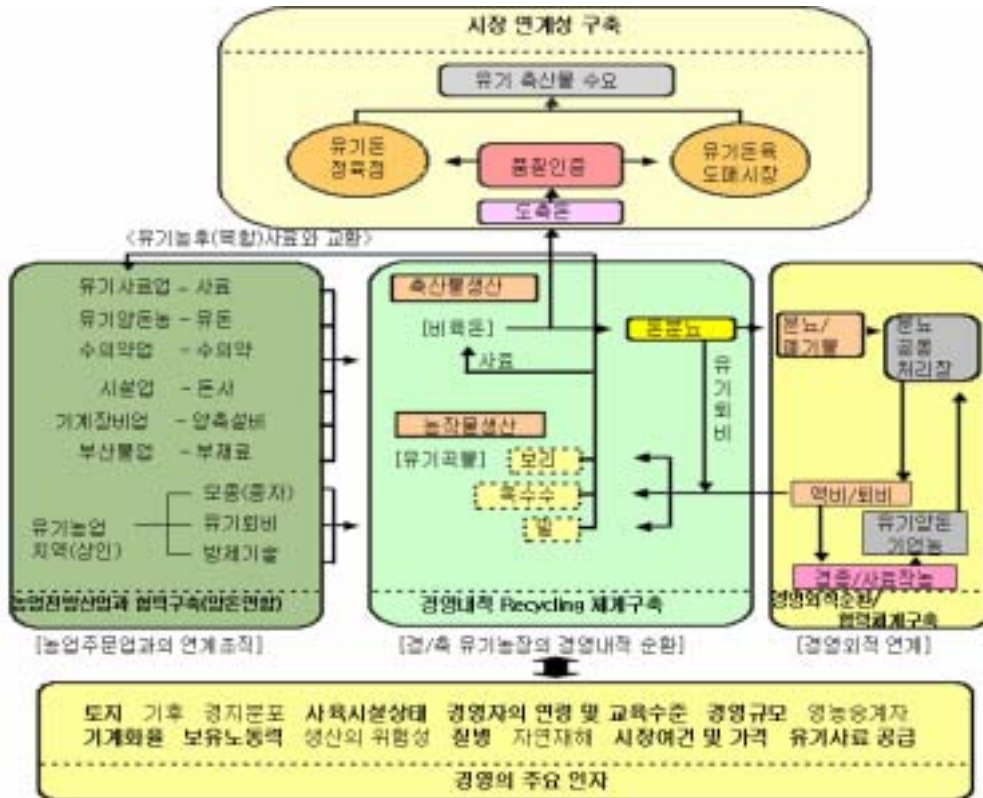 시장 연계성 구축
유기 축산물 수요
유기돈
정육점
품질인증
유기돈육
도매시장
도축돈
<유기농후(복합)사료와 교환>
유기사료업 - 사료
유기양돈농 - 유돈
수의약업 - 수의약
시설업 - 돈사
기계장비업 - 양축설비
부산물업 - 부재료
유기농업
지역(상인)
모종(종자)
유기퇴비
방제기술
농업전방산업과 협력구축(양돈연합)
[농업주문업과의 연계조직]
축산물생산
[비육돈]
돈분뇨
사료
유기퇴비
농작물생산
[유기곡물]
보리
옥수수
밀
경영내적 Recycling 체계구축
[경/축 유기농장의 경영내적 순환]
분뇨/
폐기물
분뇨
공동
처리장
액비/퇴비
유기양돈
기업농
경축/사료작농
경영외적순환/
협력체계구축
[경영외적 연계]
토지 기후 경지분포 사육시설상태 경영자의 연령 및 교육수준 경영규모 영농승계자
기계화율 보유노동력 생산의 위험성 질병 자연재해 시장여건 및 가격 유기사료 공급
경영의 주요 인자